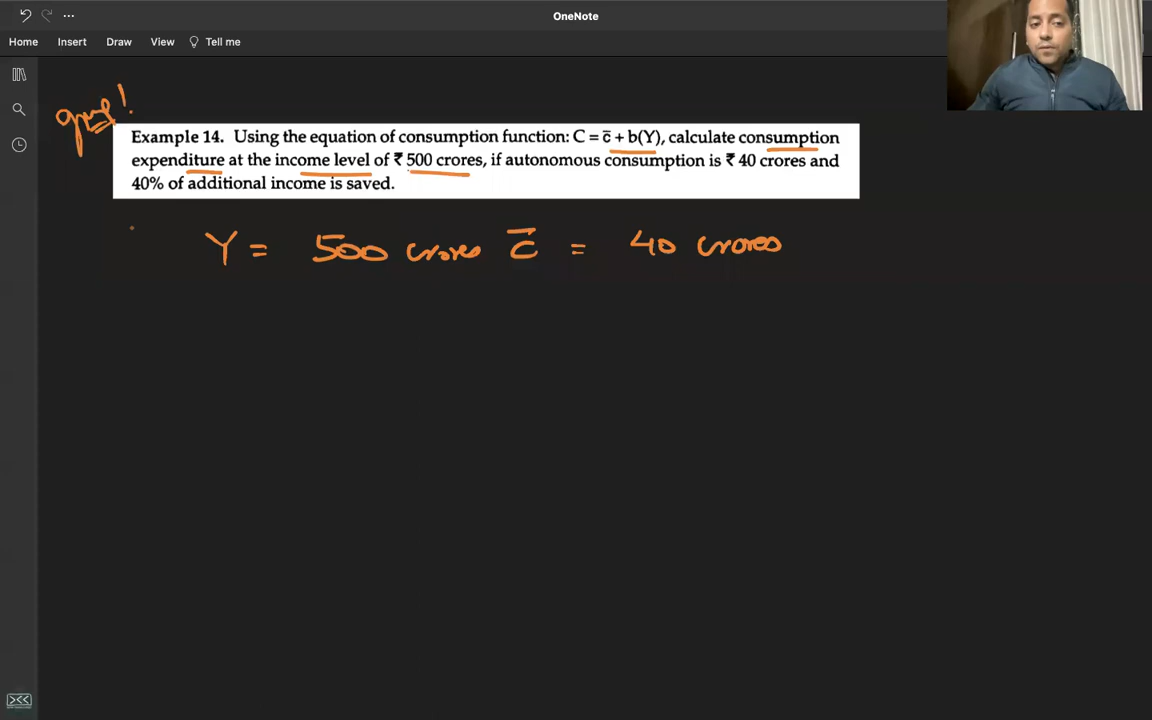 OneNote
Home Insert Draw View Tell me
Example 14. Using the equation of consumption function: C = c̅ + b(Y), calculate consumption
expenditure at the income level of ₹ 500 crores, if autonomous consumption is ₹ 40 crores and
40% of additional income is saved.
Y = 500 crores c̅ = 40 crores